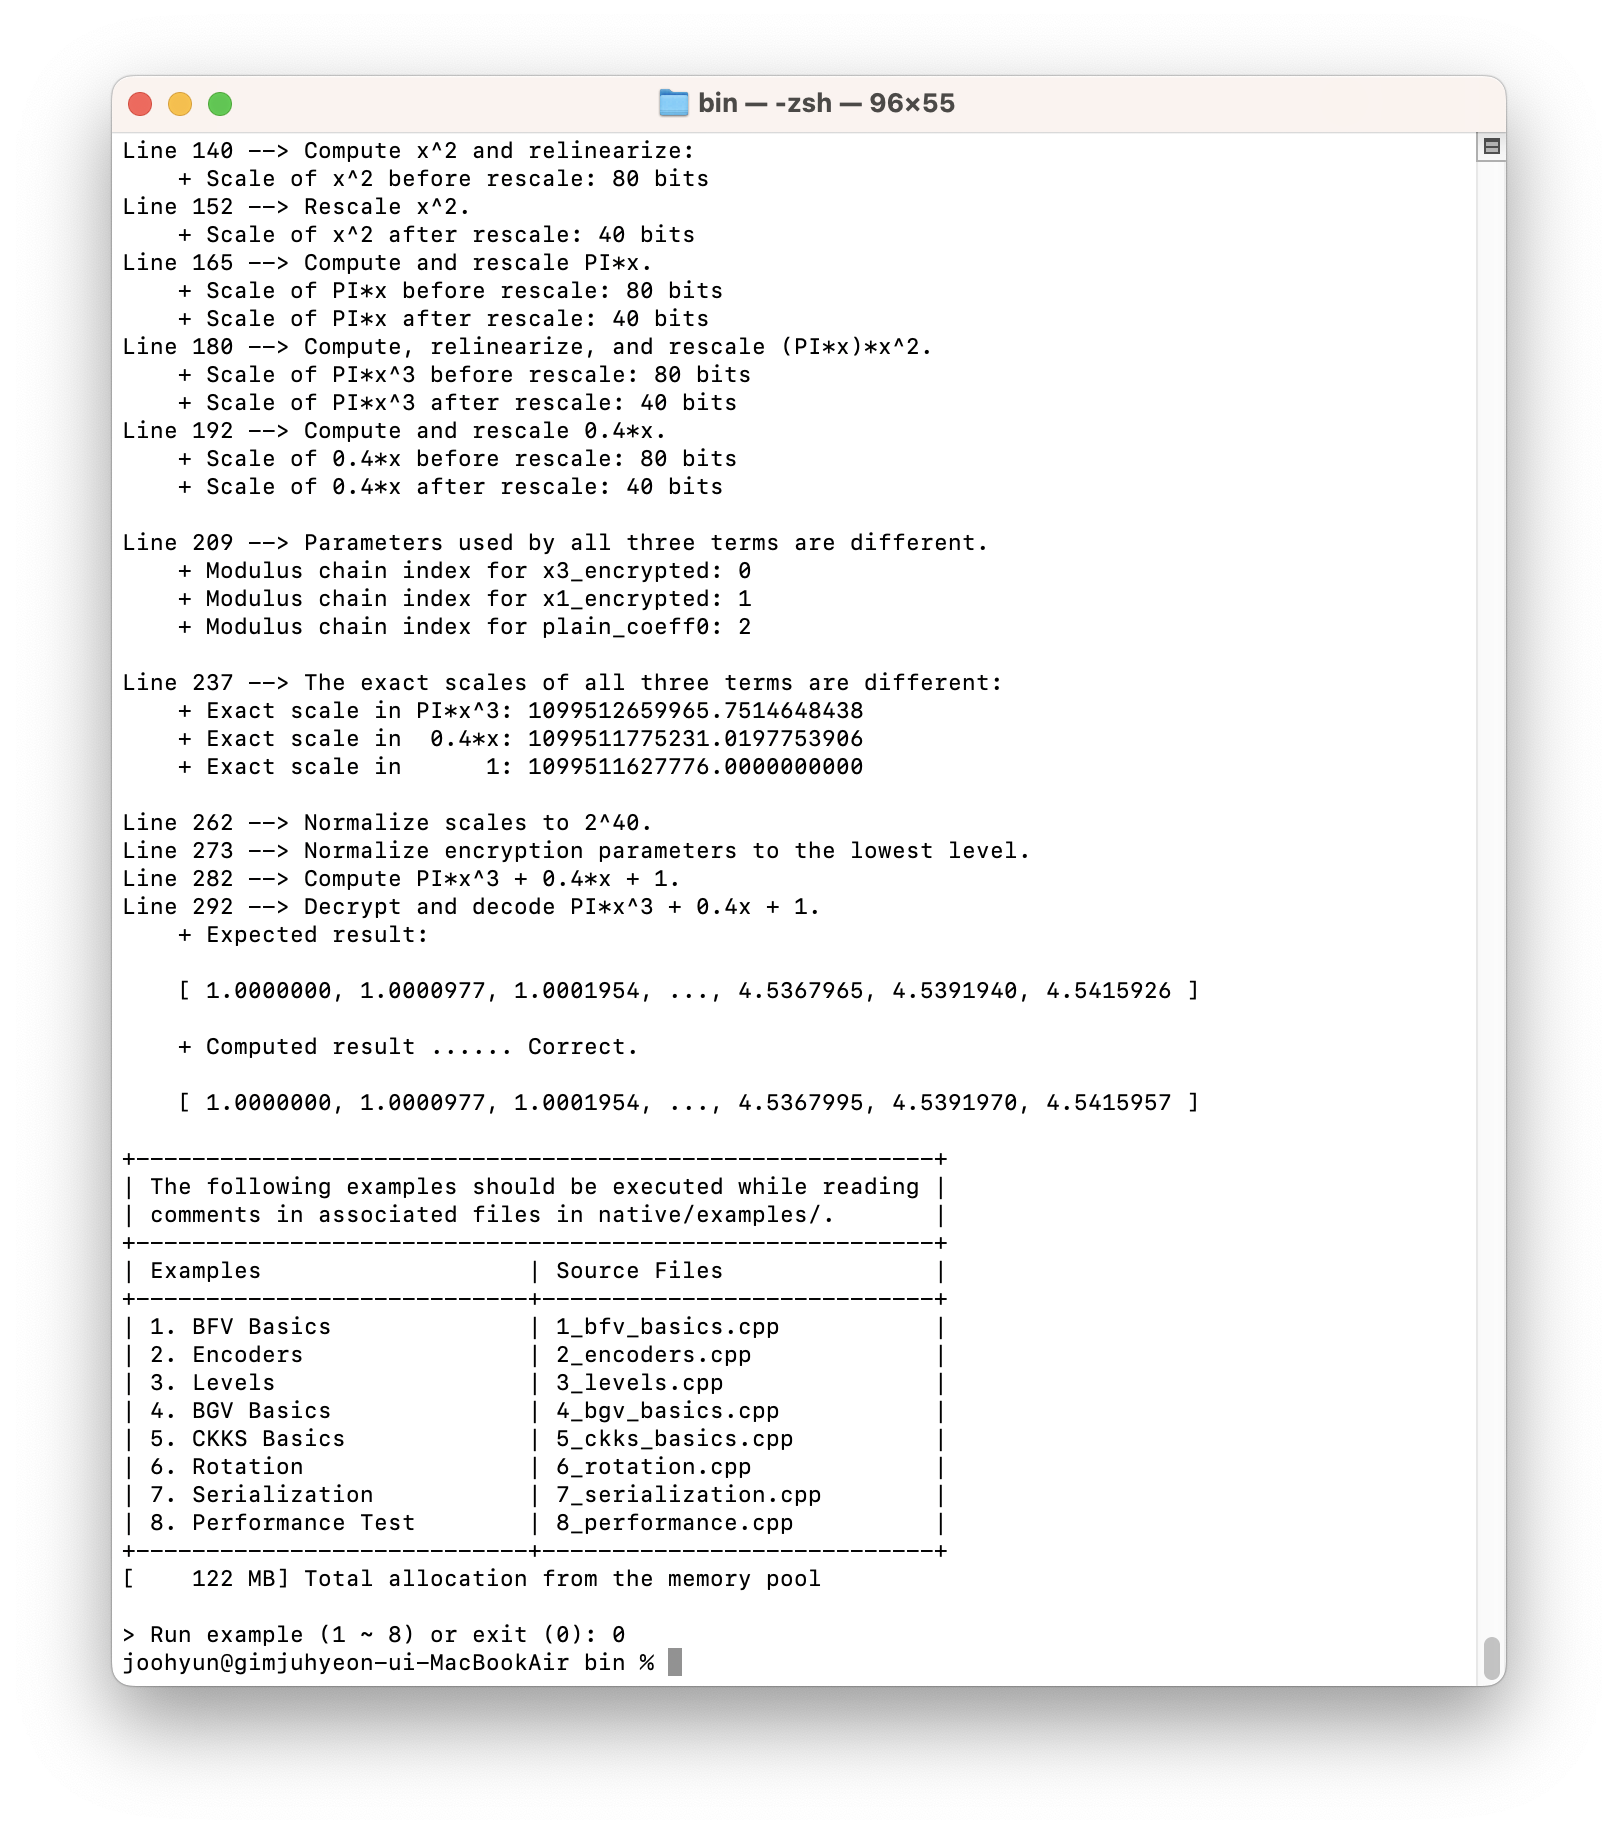 bin — -zsh — 96×55
Line 140 --> Compute x^2 and relinearize:
    + Scale of x^2 before rescale: 80 bits
Line 152 --> Rescale x^2.
    + Scale of x^2 after rescale: 40 bits
Line 165 --> Compute and rescale PI*x.
    + Scale of PI*x before rescale: 80 bits
    + Scale of PI*x after rescale: 40 bits
Line 180 --> Compute, relinearize, and rescale (PI*x)*x^2.
    + Scale of PI*x^3 before rescale: 80 bits
    + Scale of PI*x^3 after rescale: 40 bits
Line 192 --> Compute and rescale 0.4*x.
    + Scale of 0.4*x before rescale: 80 bits
    + Scale of 0.4*x after rescale: 40 bits

Line 209 --> Parameters used by all three terms are different.
    + Modulus chain index for x3_encrypted: 0
    + Modulus chain index for x1_encrypted: 1
    + Modulus chain index for plain_coeff0: 2

Line 237 --> The exact scales of all three terms are different:
    + Exact scale in PI*x^3: 1099512659965.7514648438
    + Exact scale in  0.4*x: 1099511775231.0197753906
    + Exact scale in      1: 1099511627776.0000000000

Line 262 --> Normalize scales to 2^40.
Line 273 --> Normalize encryption parameters to the lowest level.
Line 282 --> Compute PI*x^3 + 0.4*x + 1.
Line 292 --> Decrypt and decode PI*x^3 + 0.4x + 1.
    + Expected result:

    [ 1.0000000, 1.0000977, 1.0001954, ..., 4.5367965, 4.5391940, 4.5415926 ]

    + Computed result ...... Correct.

    [ 1.0000000, 1.0000977, 1.0001954, ..., 4.5367995, 4.5391970, 4.5415957 ]

+---------------------------------------------------------+
| The following examples should be executed while reading |
| comments in associated files in native/examples/.       |
+---------------------------------------------------------+
| Examples                   | Source Files               |
+----------------------------+----------------------------+
| 1. BFV Basics              | 1_bfv_basics.cpp           |
| 2. Encoders                | 2_encoders.cpp             |
| 3. Levels                  | 3_levels.cpp               |
| 4. BGV Basics              | 4_bgv_basics.cpp           |
| 5. CKKS Basics             | 5_ckks_basics.cpp          |
| 6. Rotation                | 6_rotation.cpp             |
| 7. Serialization           | 7_serialization.cpp        |
| 8. Performance Test        | 8_performance.cpp          |
+----------------------------+----------------------------+
[    122 MB] Total allocation from the memory pool

> Run example (1 ~ 8) or exit (0): 0
joohyun@gimjuhyeon-ui-MacBookAir bin %